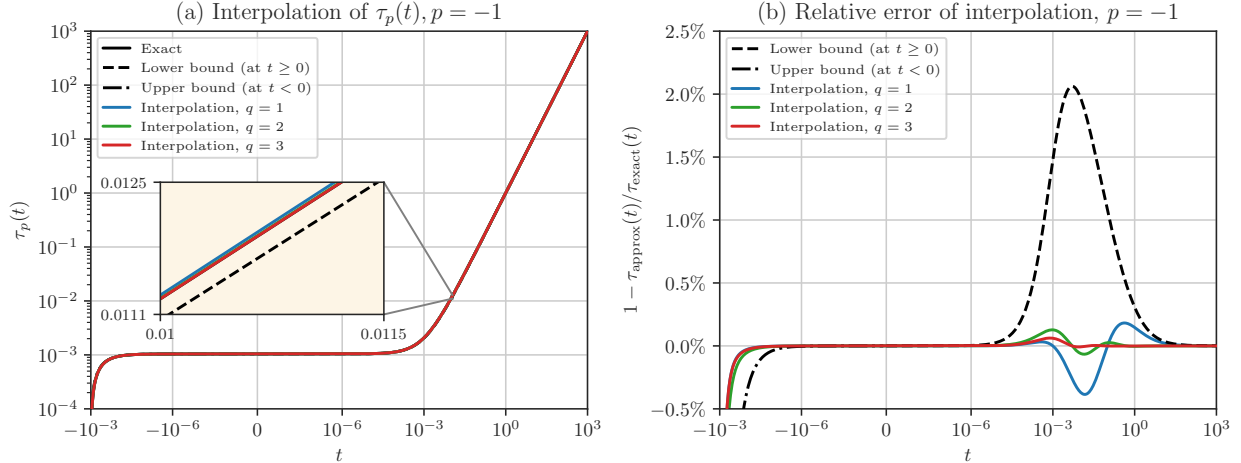 (a) Interpolation of τ_p(t), p = −1
10^3
10^2
10^1
10^0
10^−1
10^−2
10^−3
10^−4
τ_p(t)
Exact
Lower bound (at t ≥ 0)
Upper bound (at t < 0)
Interpolation, q = 1
Interpolation, q = 2
Interpolation, q = 3
0.0125
0.0111
0.01
0.0115
−10^−3
−10^−6
0
10^−6
10^−3
10^0
10^3
t
(b) Relative error of interpolation, p = −1
2.5%
2.0%
1.5%
1.0%
0.5%
0.0%
−0.5%
1 − τ_approx(t)/τ_exact(t)
Lower bound (at t ≥ 0)
Upper bound (at t < 0)
Interpolation, q = 1
Interpolation, q = 2
Interpolation, q = 3
−10^−3
−10^−6
0
10^−6
10^−3
10^0
10^3
t